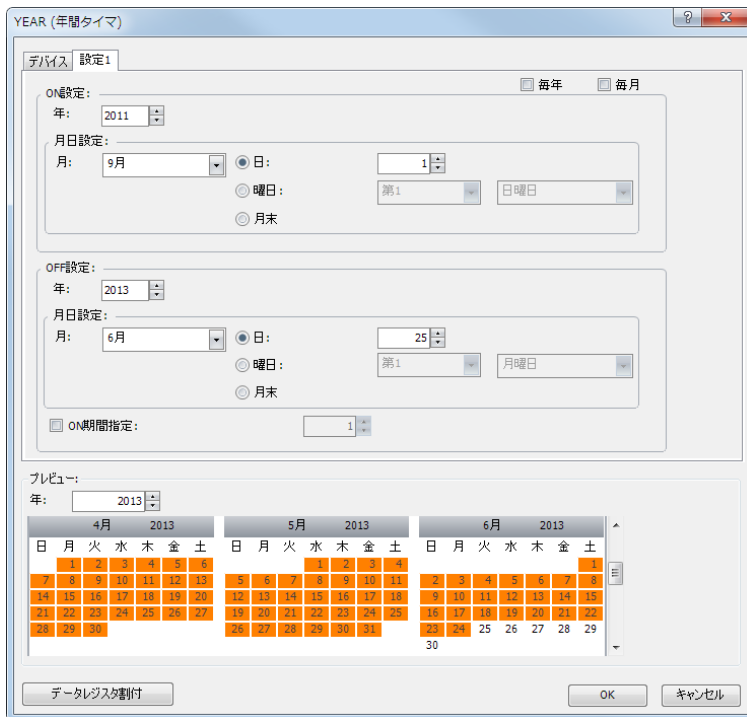 YEAR (年間タイマ)
デバイス 設定1
毎年 毎月
ON設定:
年: 2011
月日設定:
月: 9月 日: 1
曜日: 第1 日曜日
月末
OFF設定:
年: 2013
月日設定:
月: 6月 日: 25
曜日: 第1 月曜日
月末
ON期間指定: 1
プレビュー:
年: 2013
4月 2013 5月 2013 6月 2013
日 月 火 水 木 金 土 日 月 火 水 木 金 土 日 月 火 水 木 金 土
1 2 3 4 5 6 1 2 3 4 1
7 8 9 10 11 12 13 5 6 7 8 9 10 11 2 3 4 5 6 7 8
14 15 16 17 18 19 20 12 13 14 15 16 17 18 9 10 11 12 13 14 15
21 22 23 24 25 26 27 19 20 21 22 23 24 25 16 17 18 19 20 21 22
28 29 30 26 27 28 29 30 31 23 24 25 26 27 28 29
30
データレジスタ割付 OK キャンセル